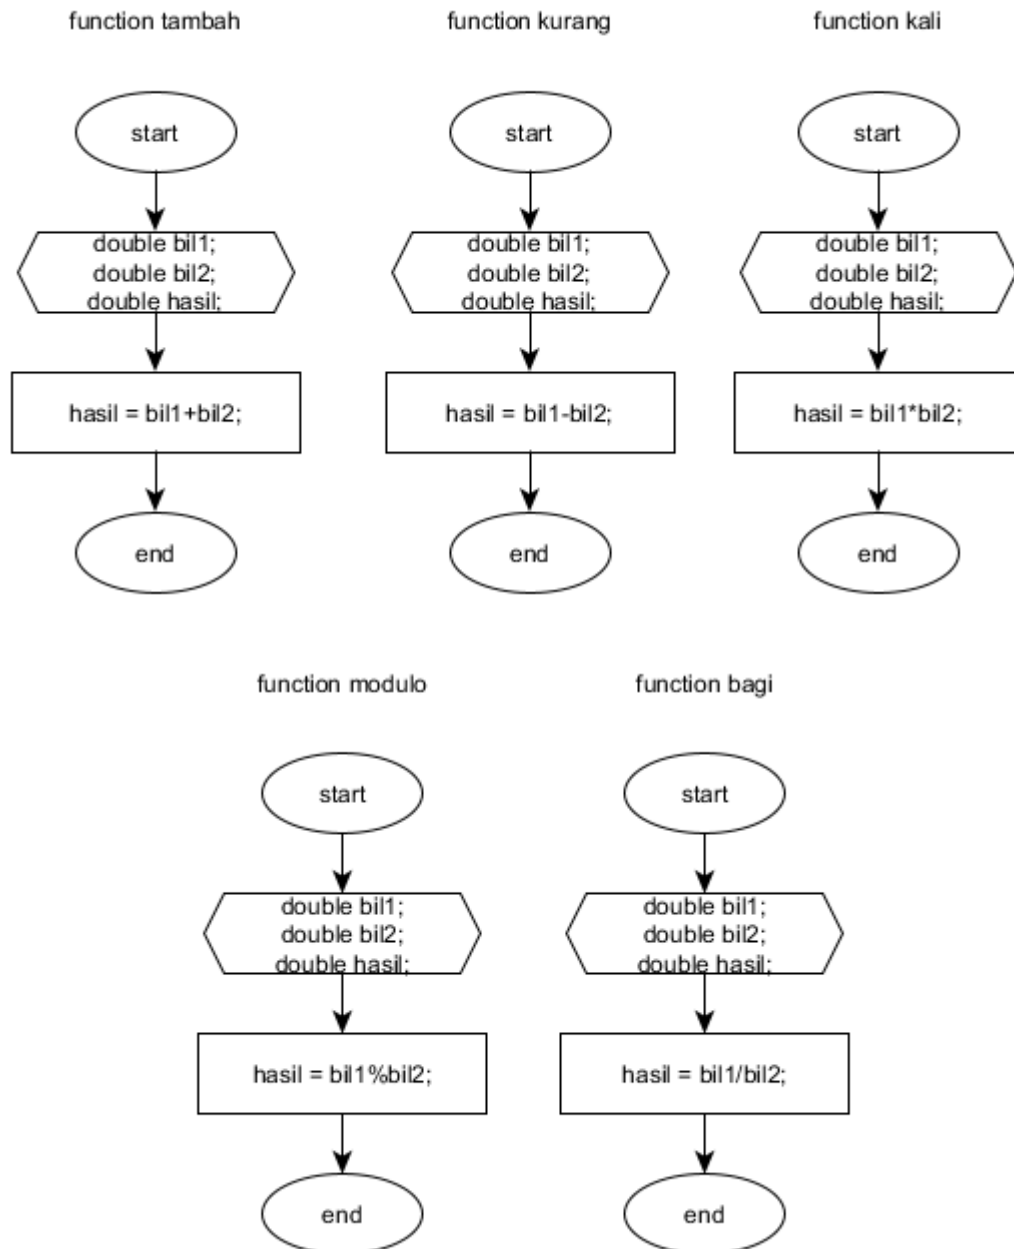 function tambah
function kurang
function kali
start
start
start
double bil1;
double bil2;
double hasil;
double bil1;
double bil2;
double hasil;
double bil1;
double bil2;
double hasil;
hasil = bil1+bil2;
hasil = bil1-bil2;
hasil = bil1*bil2;
end
end
end
function modulo
function bagi
start
start
double bil1;
double bil2;
double hasil;
double bil1;
double bil2;
double hasil;
hasil = bil1%bil2;
hasil = bil1/bil2;
end
end